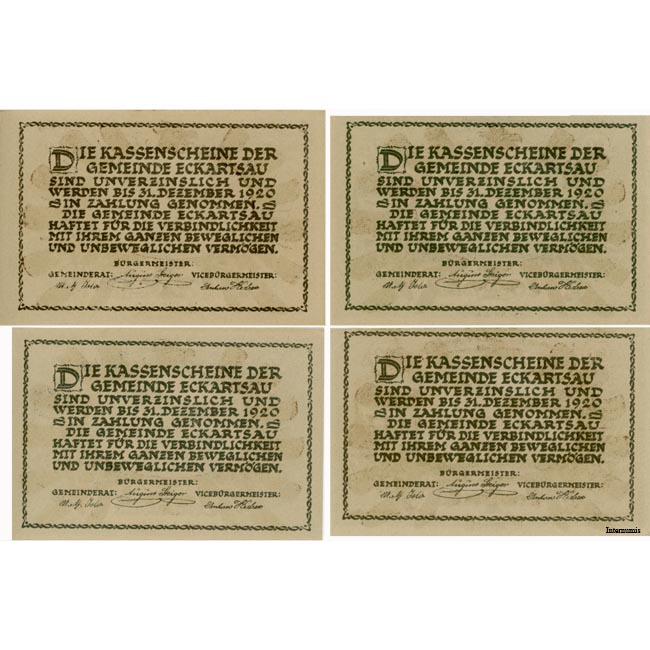 DIE KASSENSCHEINE DER
GEMEINDE ECKARTSAU
SIND UNVERZINSLICH UND
WERDEN BIS 31. DEZEMBER 1920
IN ZAHLUNG GENOMMEN.
DIE GEMEINDE ECKARTSAU
HAFTET FÜR DIE VERBINDLICHKEIT
MIT IHREM GANZEN BEWEGLICHEN
UND UNBEWEGLICHEN VERMÖGEN.
BÜRGERMEISTER:
GEMEINDERAT: VICEBÜRGERMEISTER:
DIE KASSENSCHEINE DER
GEMEINDE ECKARTSAU
SIND UNVERZINSLICH UND
WERDEN BIS 31. DEZEMBER 1920
IN ZAHLUNG GENOMMEN.
DIE GEMEINDE ECKARTSAU
HAFTET FÜR DIE VERBINDLICHKEIT
MIT IHREM GANZEN BEWEGLICHEN
UND UNBEWEGLICHEN VERMÖGEN.
BÜRGERMEISTER:
GEMEINDERAT: VICEBÜRGERMEISTER:
DIE KASSENSCHEINE DER
GEMEINDE ECKARTSAU
SIND UNVERZINSLICH UND
WERDEN BIS 31. DEZEMBER 1920
IN ZAHLUNG GENOMMEN.
DIE GEMEINDE ECKARTSAU
HAFTET FÜR DIE VERBINDLICHKEIT
MIT IHREM GANZEN BEWEGLICHEN
UND UNBEWEGLICHEN VERMÖGEN.
BÜRGERMEISTER:
GEMEINDERAT: VICEBÜRGERMEISTER:
DIE KASSENSCHEINE DER
GEMEINDE ECKARTSAU
SIND UNVERZINSLICH UND
WERDEN BIS 31. DEZEMBER 1920
IN ZAHLUNG GENOMMEN.
DIE GEMEINDE ECKARTSAU
HAFTET FÜR DIE VERBINDLICHKEIT
MIT IHREM GANZEN BEWEGLICHEN
UND UNBEWEGLICHEN VERMÖGEN.
BÜRGERMEISTER:
GEMEINDERAT: VICEBÜRGERMEISTER:
Internumis